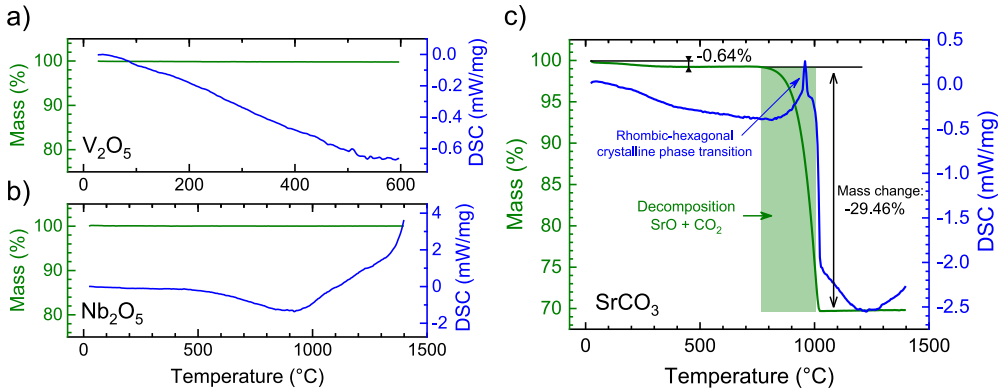 a)
100
90
80
Mass (%)
0.0
-0.2
-0.4
-0.6
DSC (mW/mg)
V2O5
0
200
400
600
b)
100
80
Mass (%)
4
2
0
-2
DSC (mW/mg)
Nb2O5
0
500
1000
1500
Temperature (°C)
c)
100
95
90
85
80
75
70
Mass (%)
0.5
0.0
-0.5
-1.0
-1.5
-2.0
-2.5
DSC (mW/mg)
-0.64%
Rhombic-hexagonal
crystalline phase transition
Mass change:
-29.46%
Decomposition
SrO + CO2
SrCO3
0
500
1000
1500
Temperature (°C)